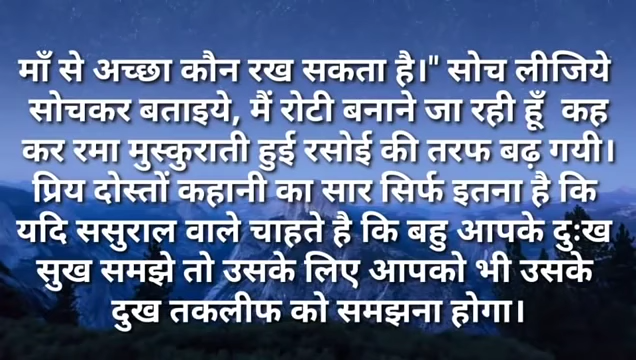 माँ से अच्छा कौन रख सकता है।" सोच लीजिये
सोचकर बताइये, मैं रोटी बनाने जा रही हूँ कह
कर रमा मुस्कुराती हुई रसोई की तरफ बढ़ गयी।
प्रिय दोस्तों कहानी का सार सिर्फ इतना है कि
यदि ससुराल वाले चाहते है कि बहु आपके दुःख
सुख समझे तो उसके लिए आपको भी उसके
दुख तकलीफ को समझना होगा।